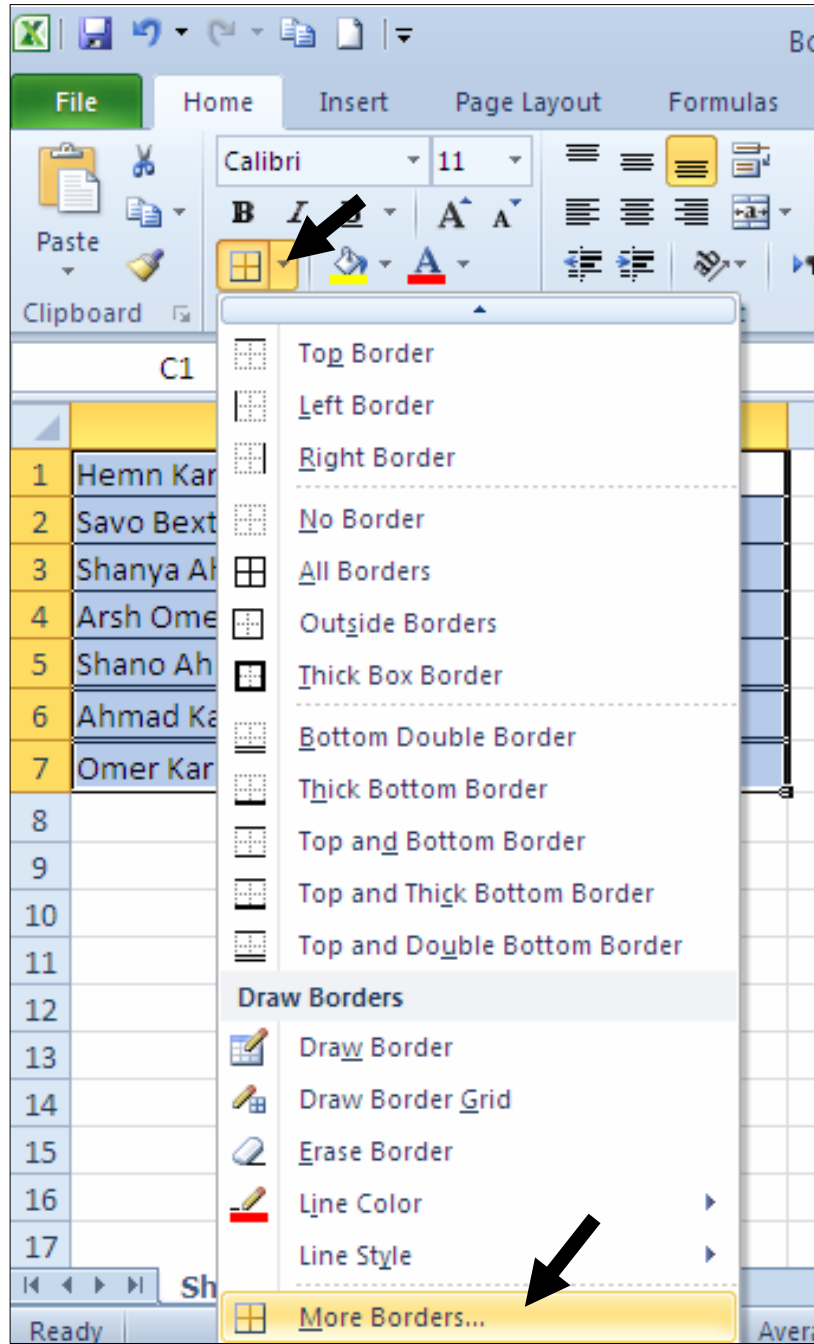 Bo
File Home Insert Page Layout Formulas
Calibri 11
B I U A A
Paste
A
Clipboard
C1
Top Border
Left Border
Right Border
1 Hemn Kar
No Border
2 Savo Bext
All Borders
3 Shanya Ah
Outside Borders
4 Arsh Ome
Thick Box Border
5 Shano Ah
Bottom Double Border
6 Ahmad Ka
Thick Bottom Border
7 Omer Kar
Top and Bottom Border
8
Top and Thick Bottom Border
9
10
Top and Double Bottom Border
11
Draw Borders
12
Draw Border
13
Draw Border Grid
14
Erase Border
15
Line Color
16
Line Style
17
Sh
More Borders...
Ready Avera